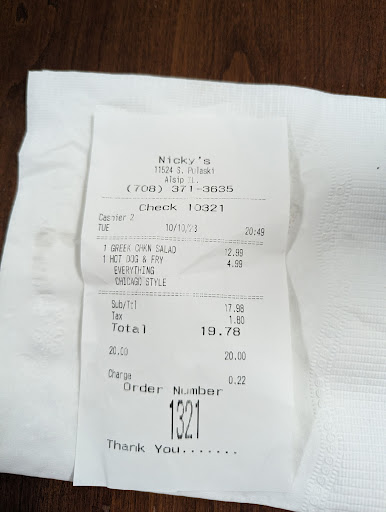 Nicky's
11524 S. Pulaski
Alsip IL.
(708) 371-3635
Check 10321
Cashier 2
TUE 10/10/23 20:49
1 GREEK CHKN SALAD 12.99
1 HOT DOG & FRY 4.99
EVERYTHING
CHICAGO STYLE
Sub/Ttl 17.98
Tax 1.80
Total 19.78
20.00 20.00
Change 0.22
Order Number
1321
Thank You.......